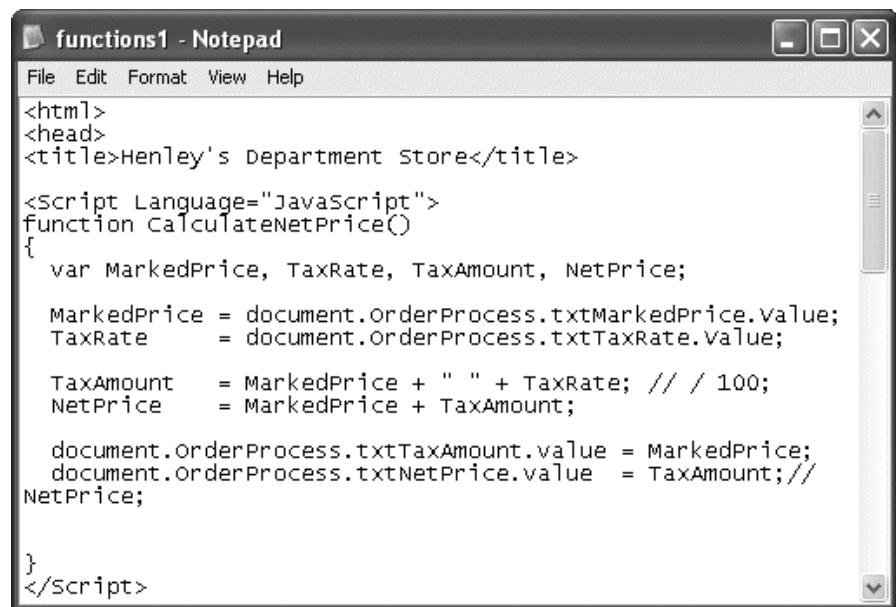 functions1 - Notepad
File Edit Format View Help
<html>
<head>
<title>Henley's Department Store</title>
<Script Language="JavaScript">
function CalculateNetPrice()
{
var MarkedPrice, TaxRate, TaxAmount, NetPrice;
MarkedPrice = document.OrderProcess.txtMarkedPrice.Value;
TaxRate = document.OrderProcess.txtTaxRate.Value;
TaxAmount = MarkedPrice + " " + TaxRate; // / 100;
NetPrice = MarkedPrice + TaxAmount;
document.OrderProcess.txtTaxAmount.value = MarkedPrice;
document.OrderProcess.txtNetPrice.value = TaxAmount;//
NetPrice;
}
</Script>